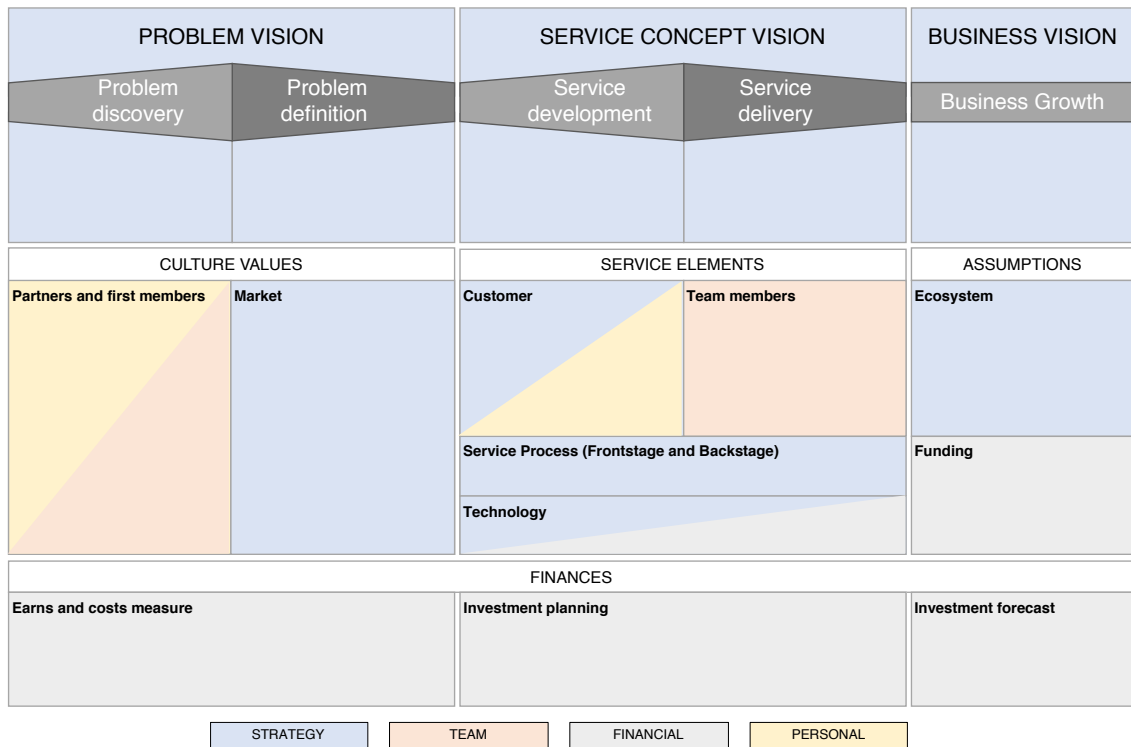 PROBLEM VISION
SERVICE CONCEPT VISION
BUSINESS VISION
Problem
discovery
Problem
definition
Service
development
Service
delivery
Business Growth
CULTURE VALUES
SERVICE ELEMENTS
ASSUMPTIONS
Partners and first members
Market
Customer
Team members
Ecosystem
Service Process (Frontstage and Backstage)
Funding
Technology
FINANCES
Earns and costs measure
Investment planning
Investment forecast
STRATEGY
TEAM
FINANCIAL
PERSONAL